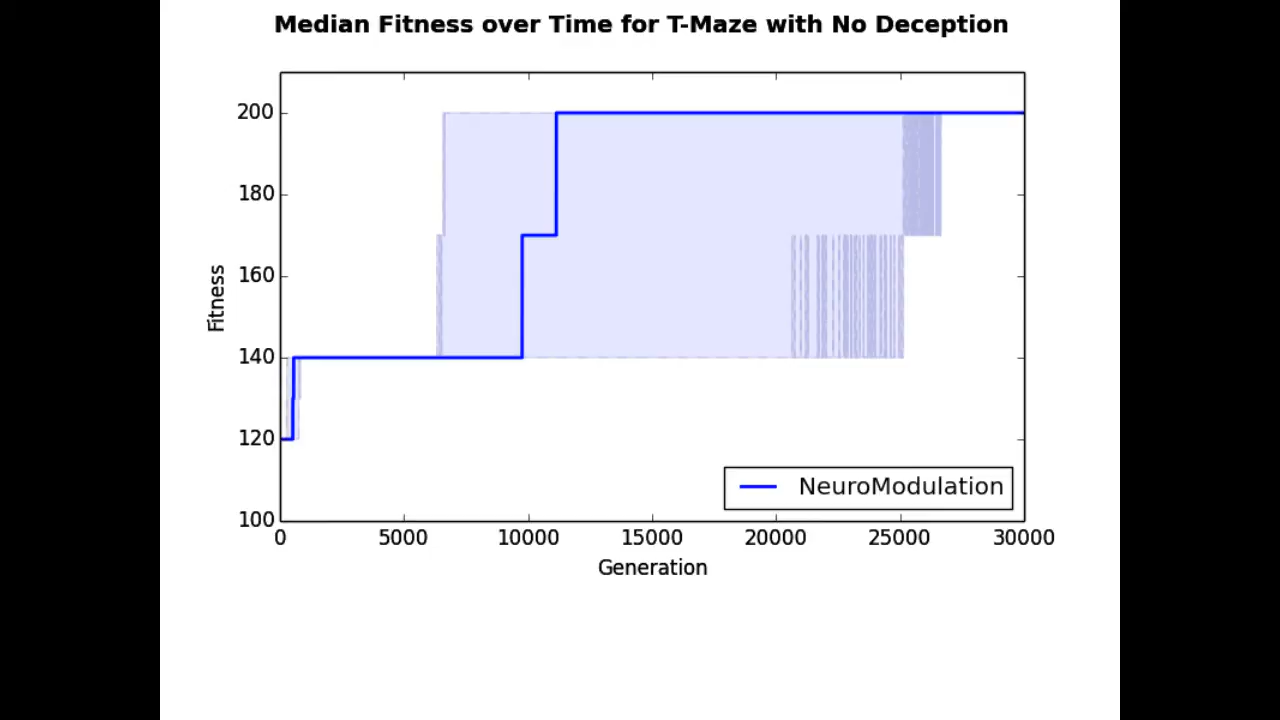 Median Fitness over Time for T-Maze with No Deception
200
180
160
140
120
100
Fitness
NeuroModulation
0 5000 10000 15000 20000 25000 30000
Generation